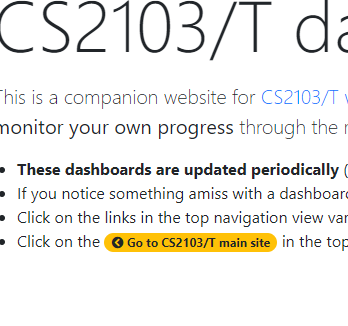 CS2103/T da
This is a companion website for CS2103/T
monitor your own progress through the
These dashboards are updated periodically (
If you notice something amiss with a dashboard
Click on the links in the top navigation view
Click on the Go to CS2103/T main site in the top